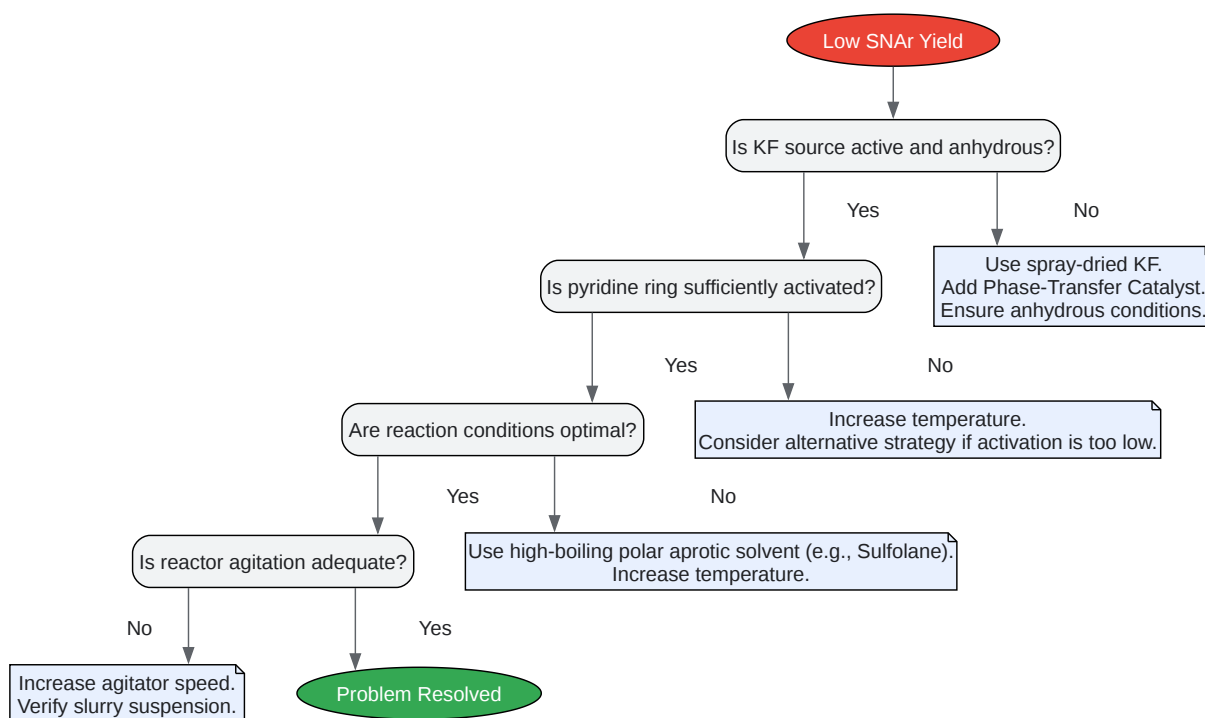 Low SNAr Yield
Is KF source active and anhydrous?
Yes
No
Use spray-dried KF.
Add Phase-Transfer Catalyst.
Ensure anhydrous conditions.
Is pyridine ring sufficiently activated?
Yes
No
Increase temperature.
Consider alternative strategy if activation is too low.
Are reaction conditions optimal?
Yes
No
Use high-boiling polar aprotic solvent (e.g., Sulfolane).
Increase temperature.
Is reactor agitation adequate?
No
Yes
Increase agitator speed.
Verify slurry suspension.
Problem Resolved